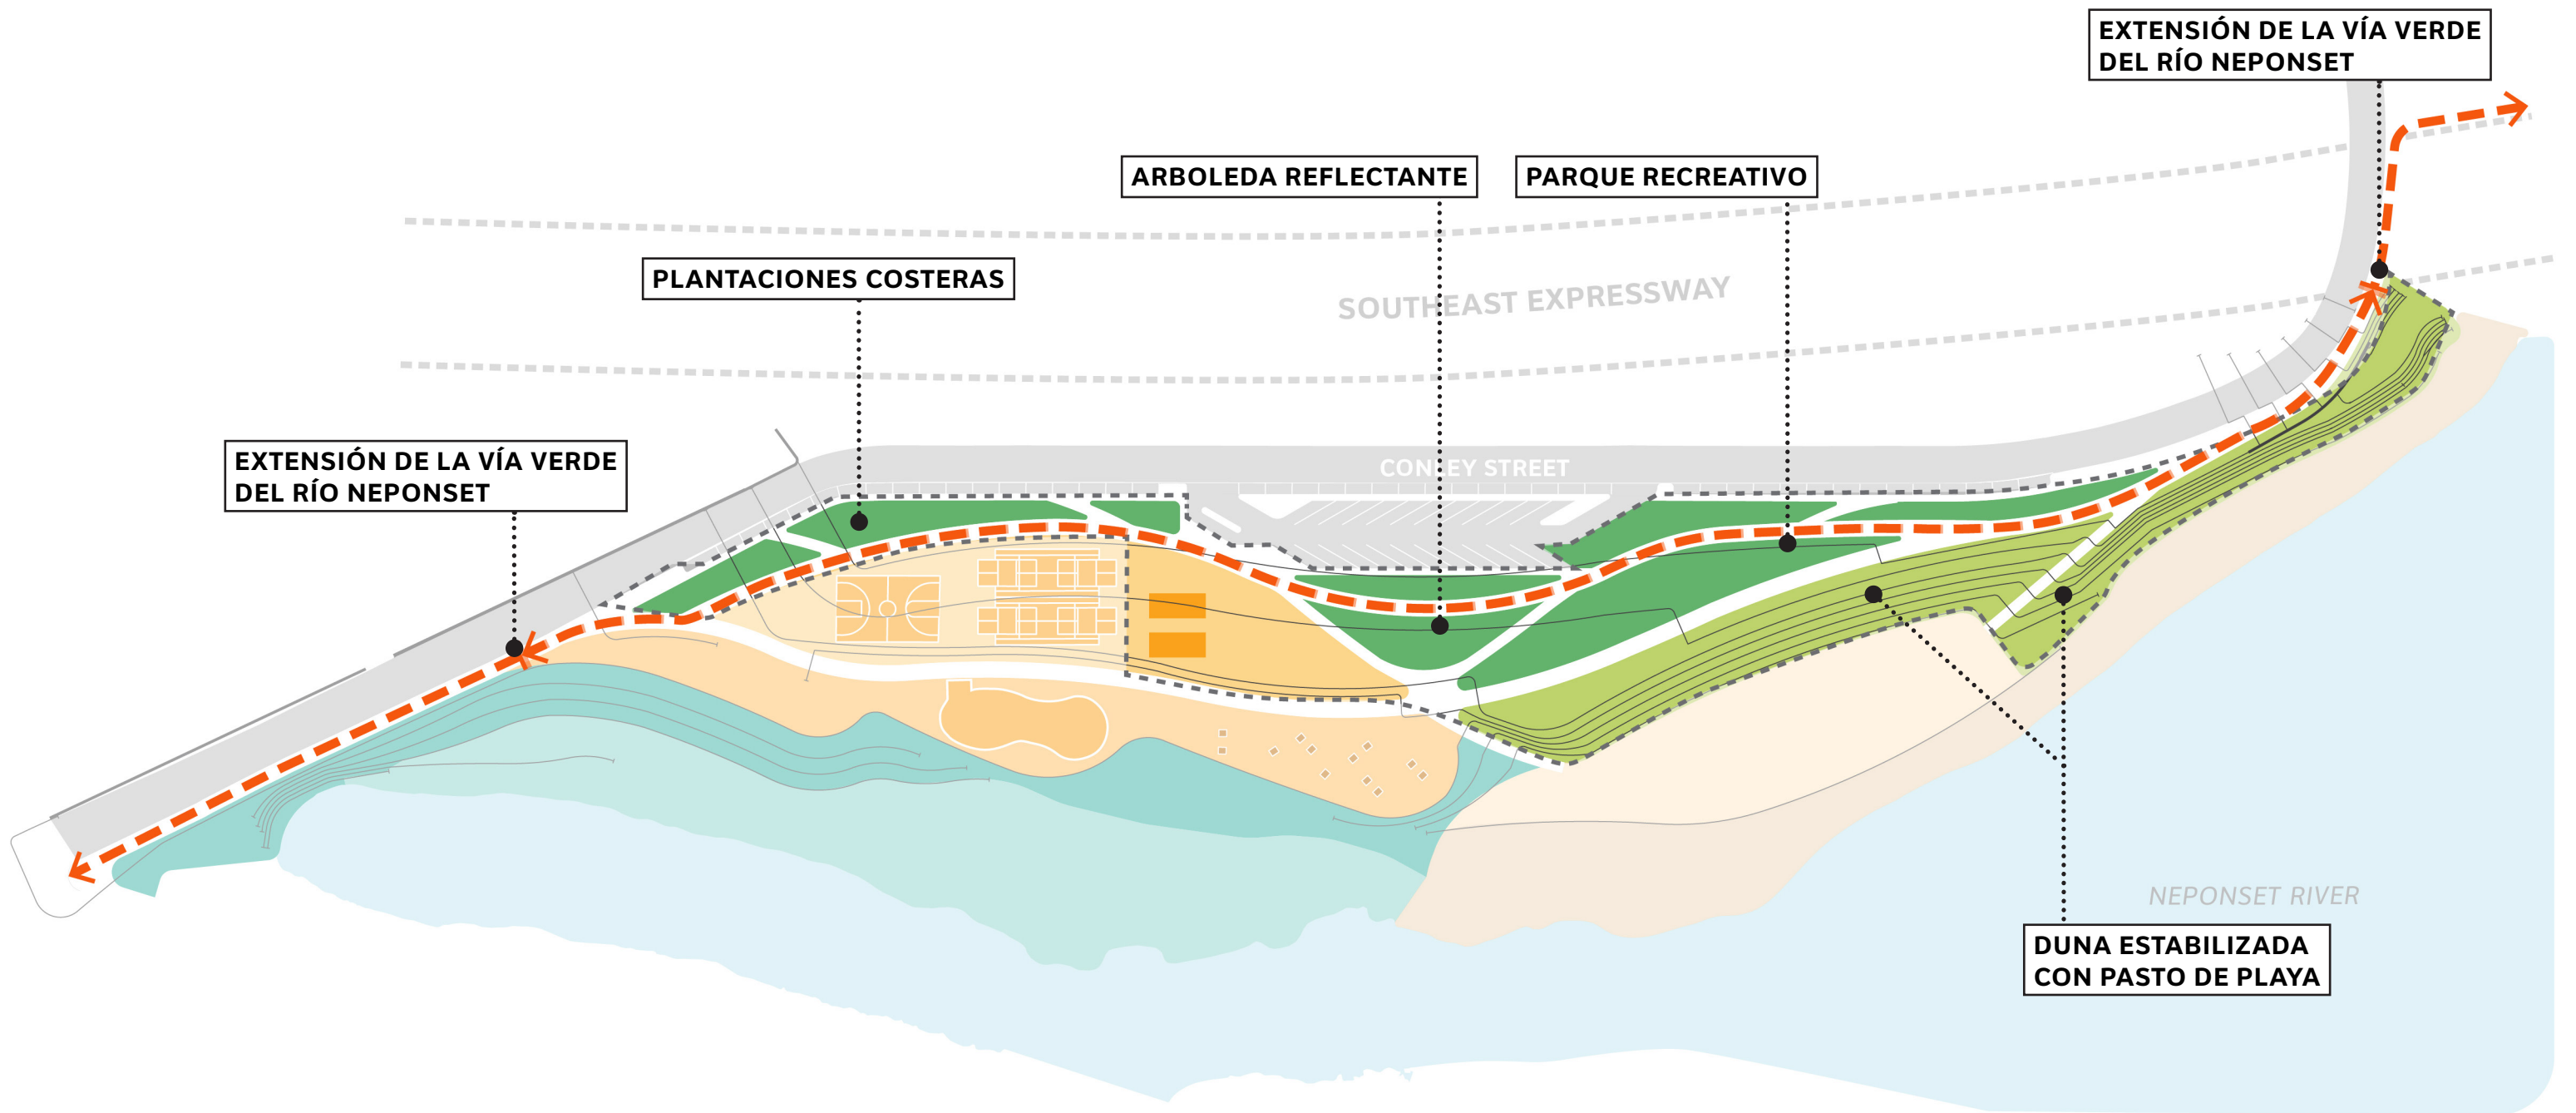 EXTENSIÓN DE LA VÍA VERDE
DEL RÍO NEPONSET
ARBOLEDA REFLECTANTE
PARQUE RECREATIVO
PLANTACIONES COSTERAS
SOUTHEAST EXPRESSWAY
EXTENSIÓN DE LA VÍA VERDE
DEL RÍO NEPONSET
CONLEY STREET
NEPONSET RIVER
DUNA ESTABILIZADA
CON PASTO DE PLAYA